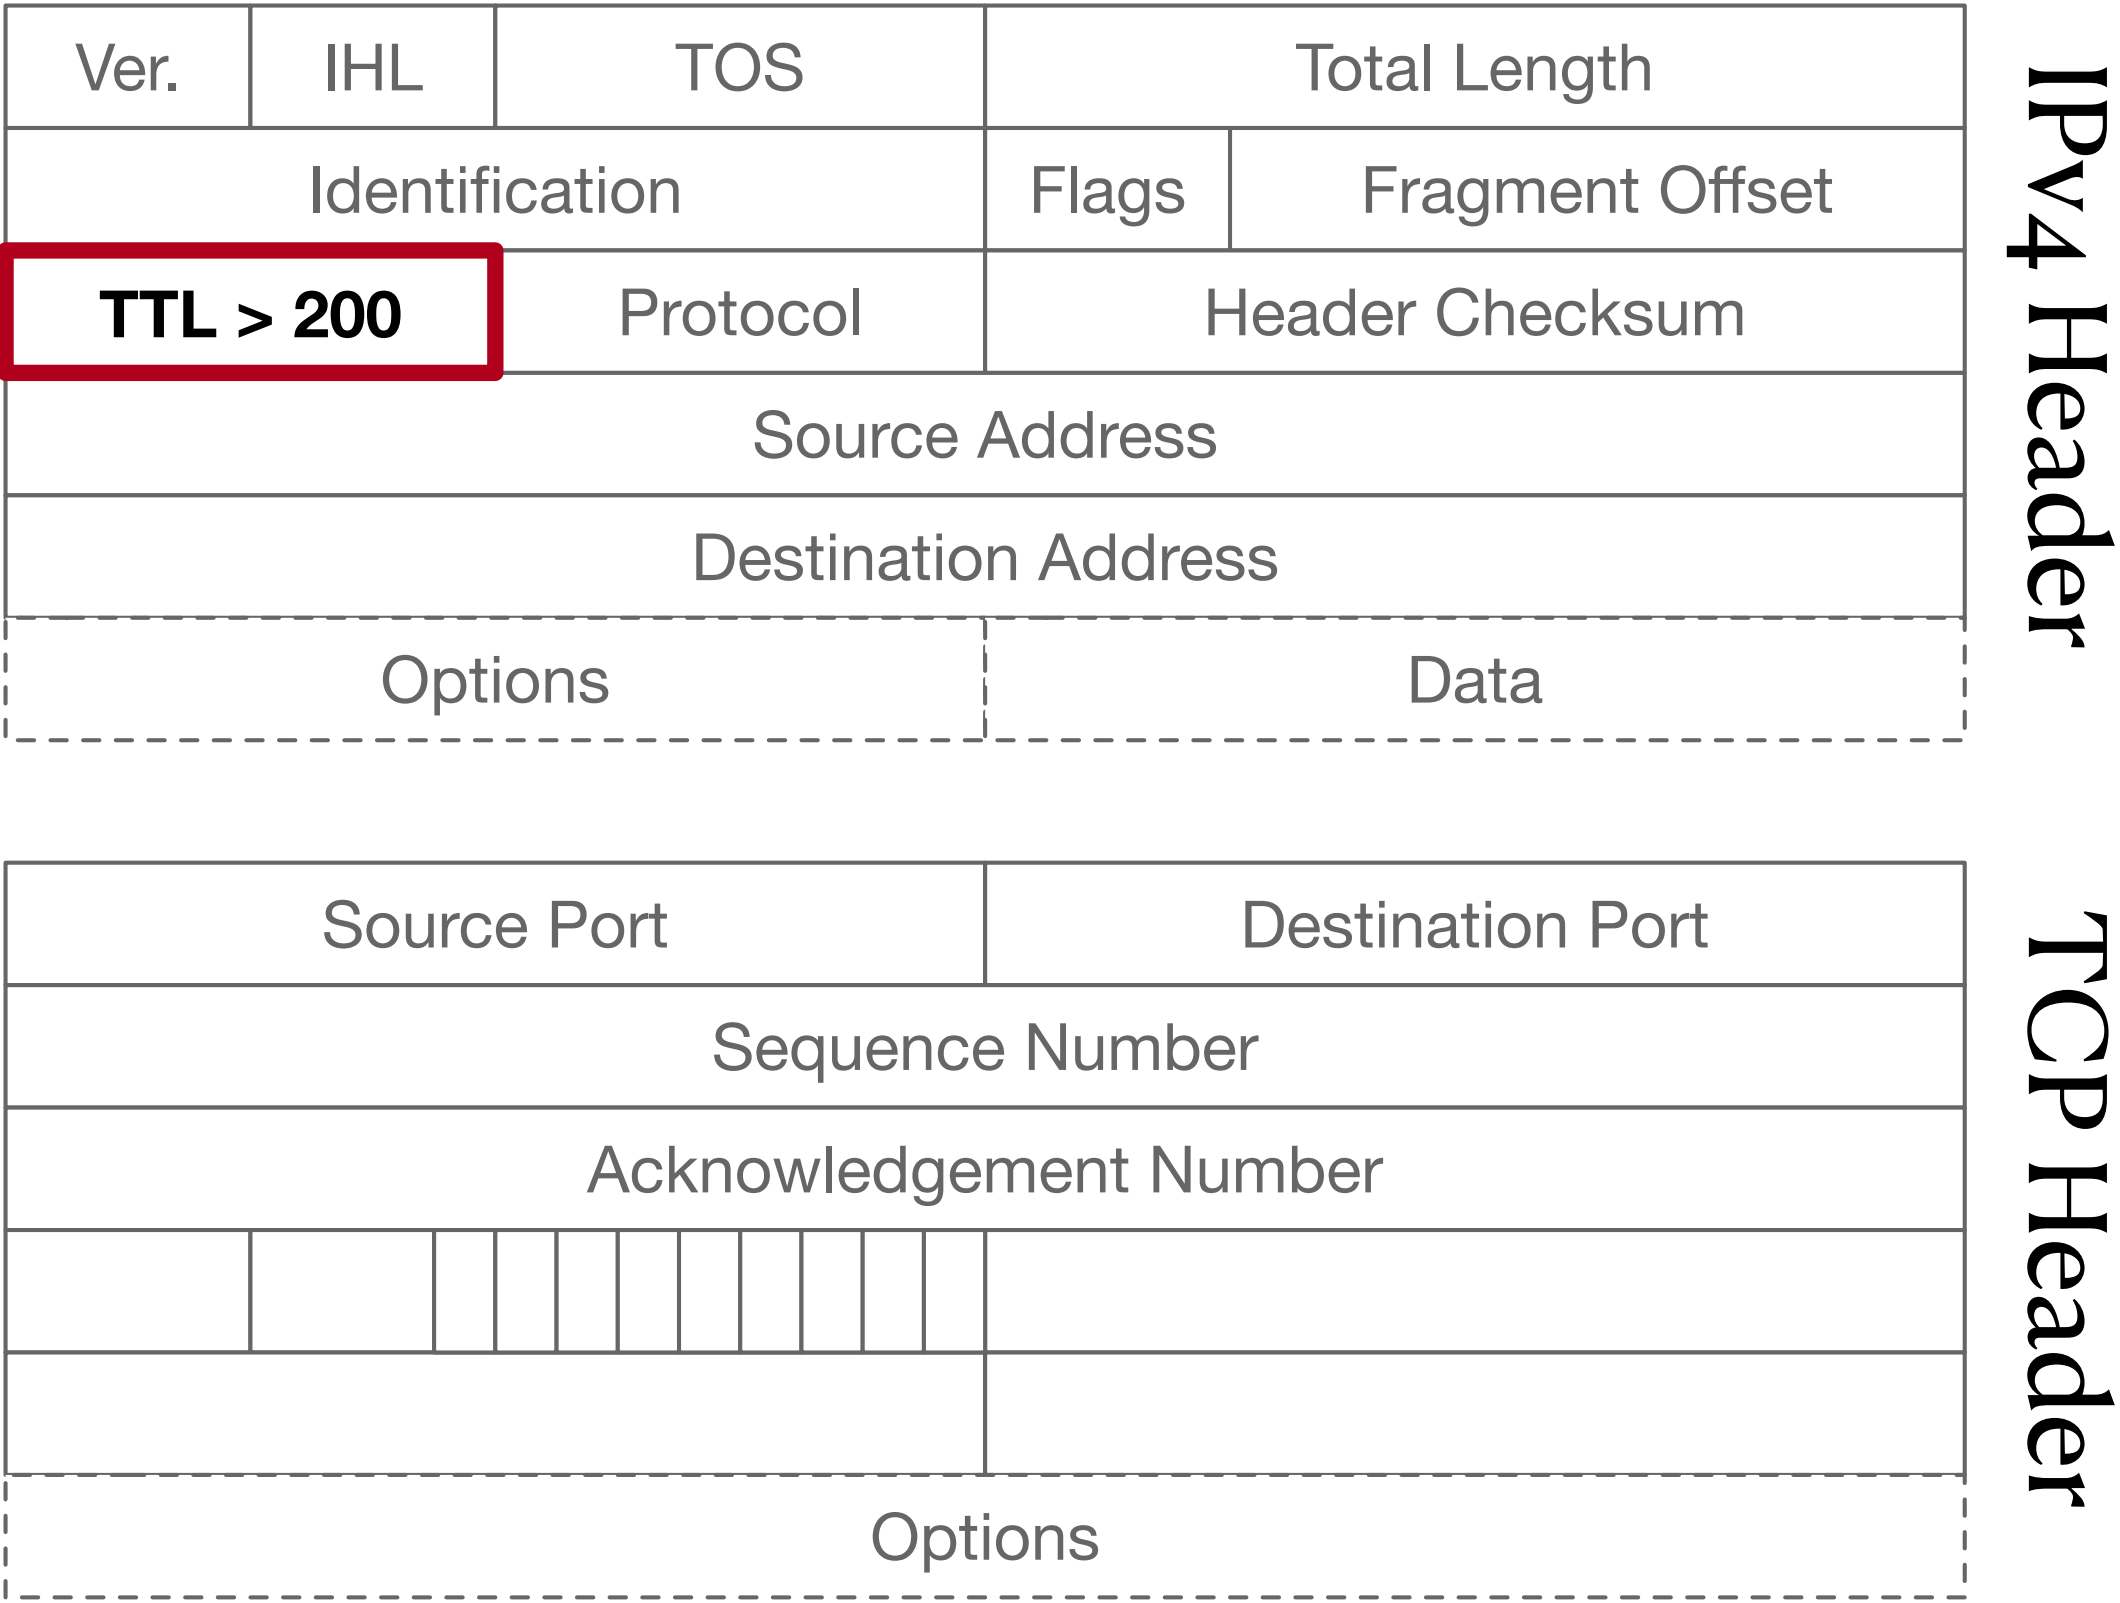 Ver. IHL TOS Total Length
Identification Flags Fragment Offset
TTL > 200 Protocol Header Checksum
Source Address
Destination Address
Options Data
IPv4 Header
Source Port Destination Port
Sequence Number
Acknowledgement Number
Options
TCP Header